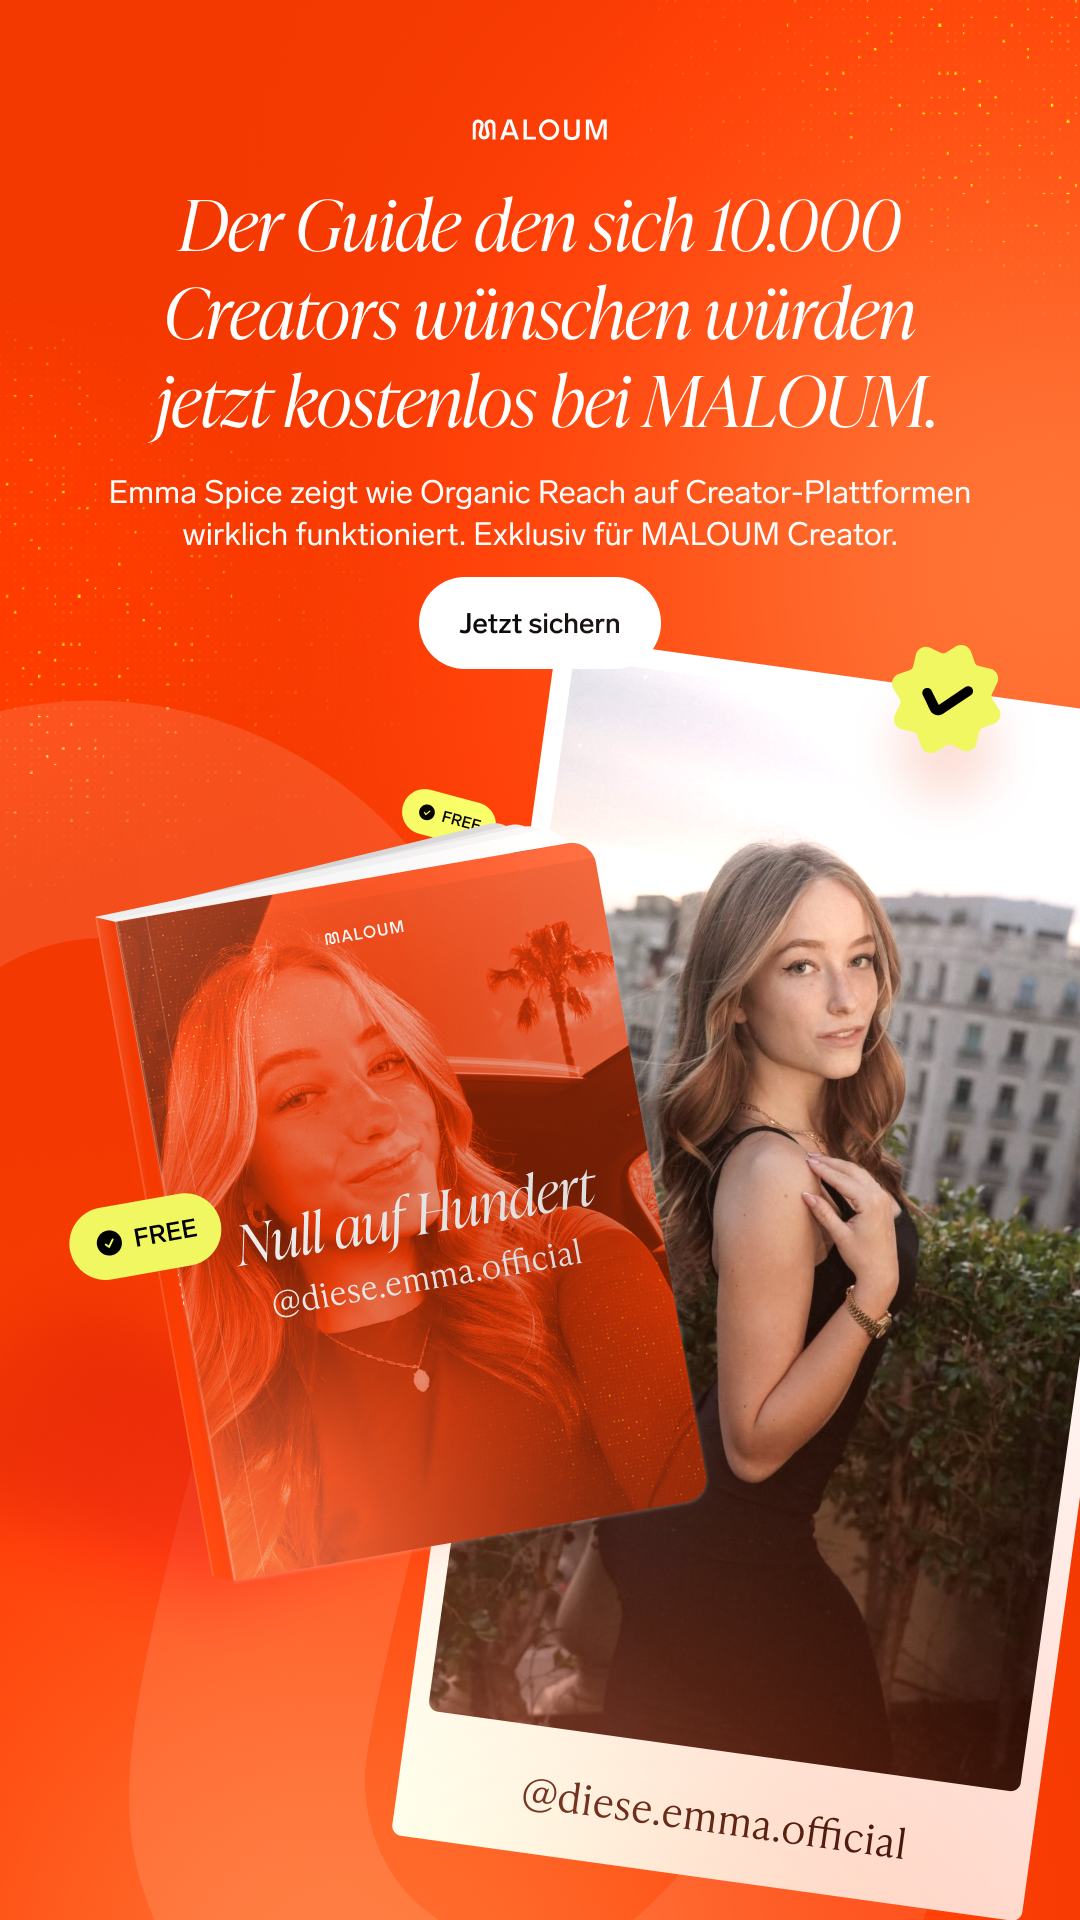 MALOUM
Der Guide den sich 10.000
Creators wünschen würden
jetzt kostenlos bei MALOUM.
Emma Spice zeigt wie Organic Reach auf Creator-Plattformen
wirklich funktioniert. Exklusiv für MALOUM Creator.
Jetzt sichern
FREE
MALOUM
Null auf Hundert
@diese.emma.official
FREE
@diese.emma.official